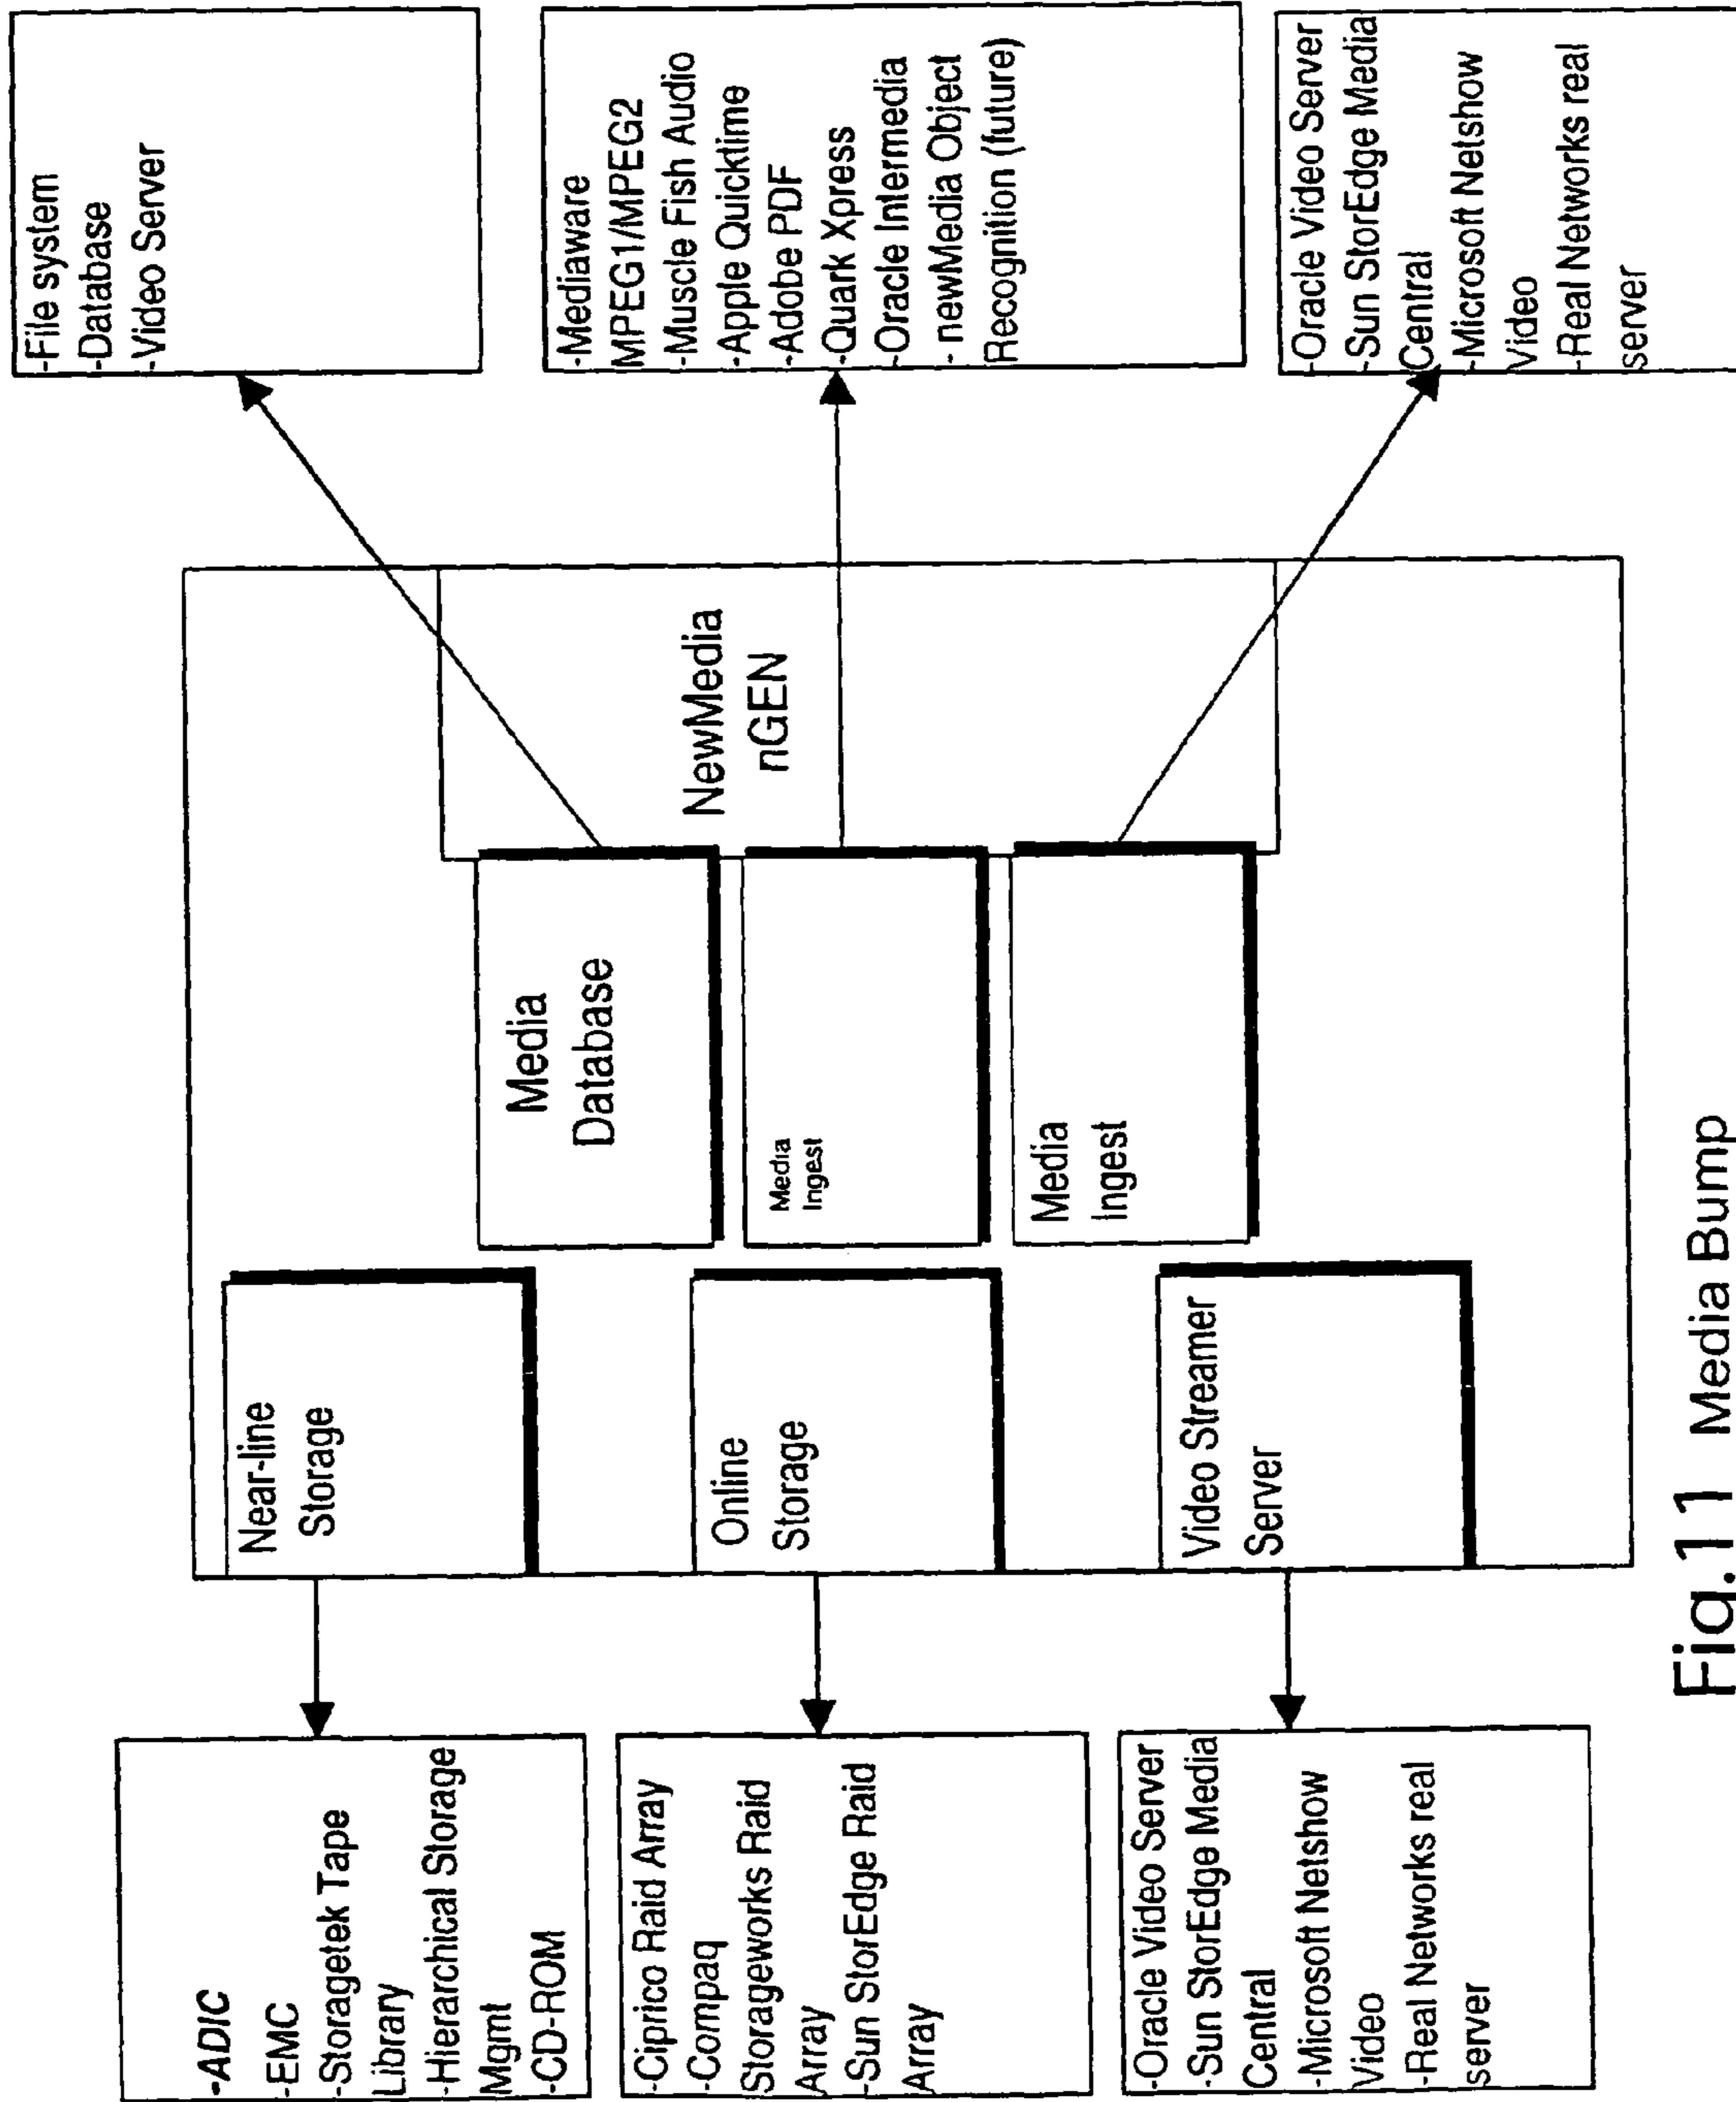 -ADIC
-EMC
-Storagetek Tape
Library
-Hierarchical Storage
Mgmt
-CD-ROM
-Ciprico Raid Array
-Compaq
Storageworks Raid
Array
-Sun StorEdge Raid
Array
-Oracle Video Server
-Sun StorEdge Media
Central
-Microsoft Netshow
Video
-Real Networks real
server
Near-line
Storage
Online
Storage
Video Streamer
Server
Media
Database
Media
Ingest
Media
Ingest
NewMedia
nGEN
-File system
-Database
-Video Server
-Mediaware
MPEG1/MPEG2
-Muscle Fish Audio
-Apple Quicktime
-Adobe PDF
-Quark Xpress
-Oracle Intermedia
- newMedia Object
Recognition (future)
-Oracle Video Server
-Sun StorEdge Media
Central
-Microsoft Netshow
Video
-Real Networks real
server
Fig.11 Media Bump